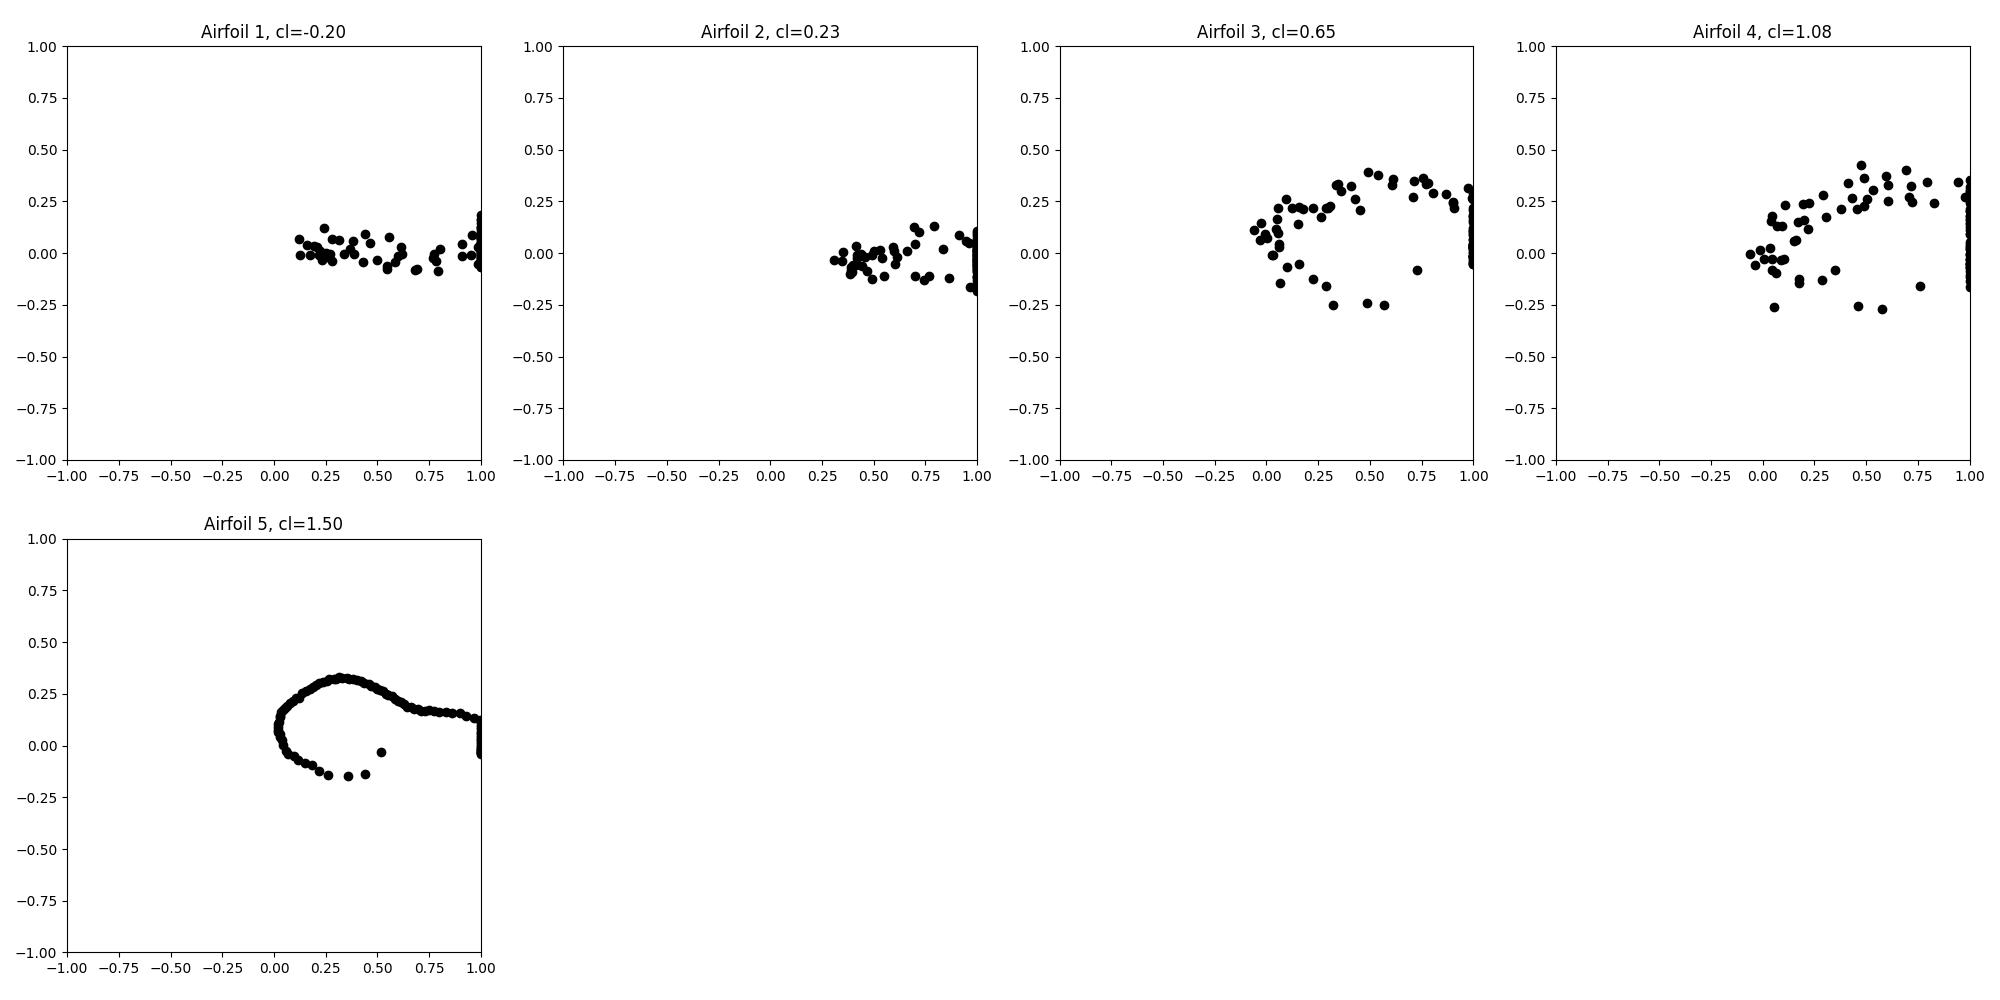 Airfoil 1, cl=-0.20
Airfoil 2, cl=0.23
Airfoil 3, cl=0.65
Airfoil 4, cl=1.08
1.00 1.00 1.00 1.00
0.75 0.75 0.75 0.75
0.50 0.50 0.50 0.50
0.25 0.25 0.25 0.25
0.00 0.00 0.00 0.00
−0.25 −0.25 −0.25 −0.25
−0.50 −0.50 −0.50 −0.50
−0.75 −0.75 −0.75 −0.75
−1.00 −1.00 −1.00 −1.00
−1.00 −0.75 −0.50 −0.25 0.00 0.25 0.50 0.75 1.00
−1.00 −0.75 −0.50 −0.25 0.00 0.25 0.50 0.75 1.00
−1.00 −0.75 −0.50 −0.25 0.00 0.25 0.50 0.75 1.00
−1.00 −0.75 −0.50 −0.25 0.00 0.25 0.50 0.75 1.00
Airfoil 5, cl=1.50
1.00
0.75
0.50
0.25
0.00
−0.25
−0.50
−0.75
−1.00
−1.00 −0.75 −0.50 −0.25 0.00 0.25 0.50 0.75 1.00